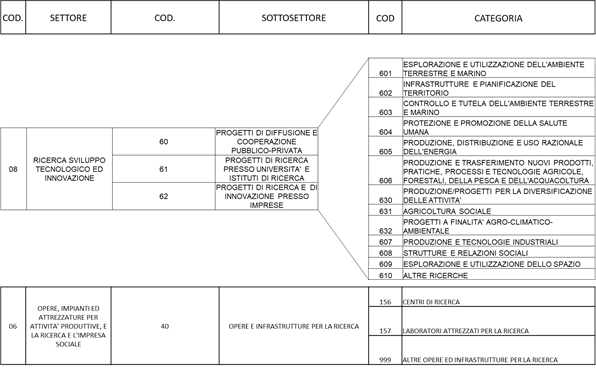 COD. SETTORE COD. SOTTOSETTORE COD CATEGORIA
08
RICERCA SVILUPPO
TECNOLOGICO ED
INNOVAZIONE
60
PROGETTI DI DIFFUSIONE E
COOPERAZIONE
PUBBLICO-PRIVATA
61
PROGETTI DI RICERCA
PRESSO UNIVERSITA' E
ISTITUTI DI RICERCA
62
PROGETTI DI RICERCA E DI
INNOVAZIONE PRESSO
IMPRESE
601 ESPLORAZIONE E UTILIZZAZIONE DELL'AMBIENTE
TERRESTRE E MARINO
602 INFRASTRUTTURE E PIANIFICAZIONE DEL
TERRITORIO
603 CONTROLLO E TUTELA DELL'AMBIENTE TERRESTRE
E MARINO
604 PROTEZIONE E PROMOZIONE DELLA SALUTE
UMANA
605 PRODUZIONE, DISTRIBUZIONE E USO RAZIONALE
DELL'ENERGIA
606 PRODUZIONE E TRASFERIMENTO NUOVI PRODOTTI,
PRATICHE, PROCESSI E TECNOLOGIE AGRICOLE,
FORESTALI, DELLA PESCA E DELL'ACQUACOLTURA
630 PRODUZIONE/PROGETTI PER LA DIVERSIFICAZIONE
DELLE ATTIVITA'
631 AGRICOLTURA SOCIALE
632 PROGETTI A FINALITA' AGRO-CLIMATICO-
AMBIENTALE
607 PRODUZIONE E TECNOLOGIE INDUSTRIALI
608 STRUTTURE E RELAZIONI SOCIALI
609 ESPLORAZIONE E UTILIZZAZIONE DELLO SPAZIO
610 ALTRE RICERCHE
06
OPERE, IMPIANTI ED
ATTREZZATURE PER
ATTIVITA' PRODUTTIVE, E
LA RICERCA E L'IMPRESA
SOCIALE
40
OPERE E INFRASTRUTTURE PER LA RICERCA
156 CENTRI DI RICERCA
157 LABORATORI ATTREZZATI PER LA RICERCA
999 ALTRE OPERE ED INFRASTRUTTURE PER LA RICERCA